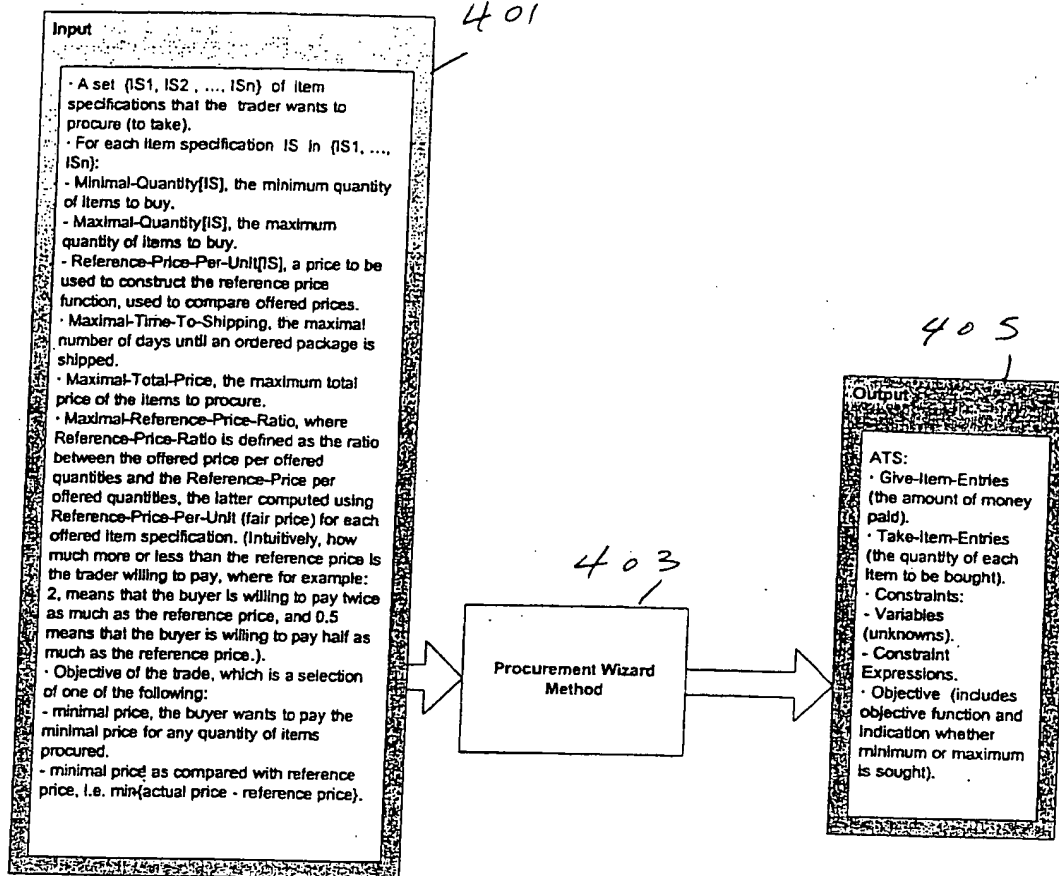 401
Input
· A set {IS1, IS2 , ..., ISn} of item
specifications that the trader wants to
procure (to take).
· For each item specification IS in {IS1, ...,
ISn}:
- Minimal-Quantity[IS], the minimum quantity
of items to buy.
- Maximal-Quantity[IS], the maximum
quantity of items to buy.
- Reference-Price-Per-Unit[IS], a price to be
used to construct the reference price
function, used to compare offered prices.
· Maximal-Time-To-Shipping, the maximal
number of days until an ordered package is
shipped.
· Maximal-Total-Price, the maximum total
price of the items to procure.
· Maximal-Reference-Price-Ratio, where
Reference-Price-Ratio is defined as the ratio
between the offered price per offered
quantities and the Reference-Price per
offered quantities, the latter computed using
Reference-Price-Per-Unit (fair price) for each
offered item specification. (Intuitively, how
much more or less than the reference price is
the trader willing to pay, where for example:
2, means that the buyer is willing to pay twice
as much as the reference price, and 0.5
means that the buyer is willing to pay half as
much as the reference price.).
· Objective of the trade, which is a selection
of one of the following:
- minimal price, the buyer wants to pay the
minimal price for any quantity of items
procured.
- minimal price as compared with reference
price, i.e. min{actual price - reference price}.
403
Procurement Wizard
Method
405
Output
ATS:
· Give-Item-Entries
(the amount of money
paid).
· Take-Item-Entries
(the quantity of each
item to be bought).
· Constraints:
- Variables
(unknowns).
- Constraint
Expressions.
· Objective (includes
objective function and
indication whether
minimum or maximum
is sought).